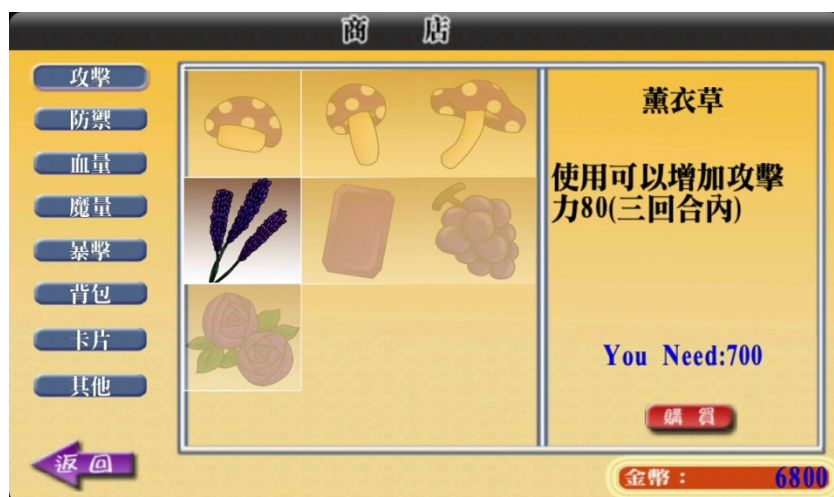 商 店
攻擊
防禦
血量
魔量
暴擊
背包
卡片
其他
返回
薰衣草
使用可以增加攻擊
力80(三回合內)
You Need:700
購買
金幣: 6800